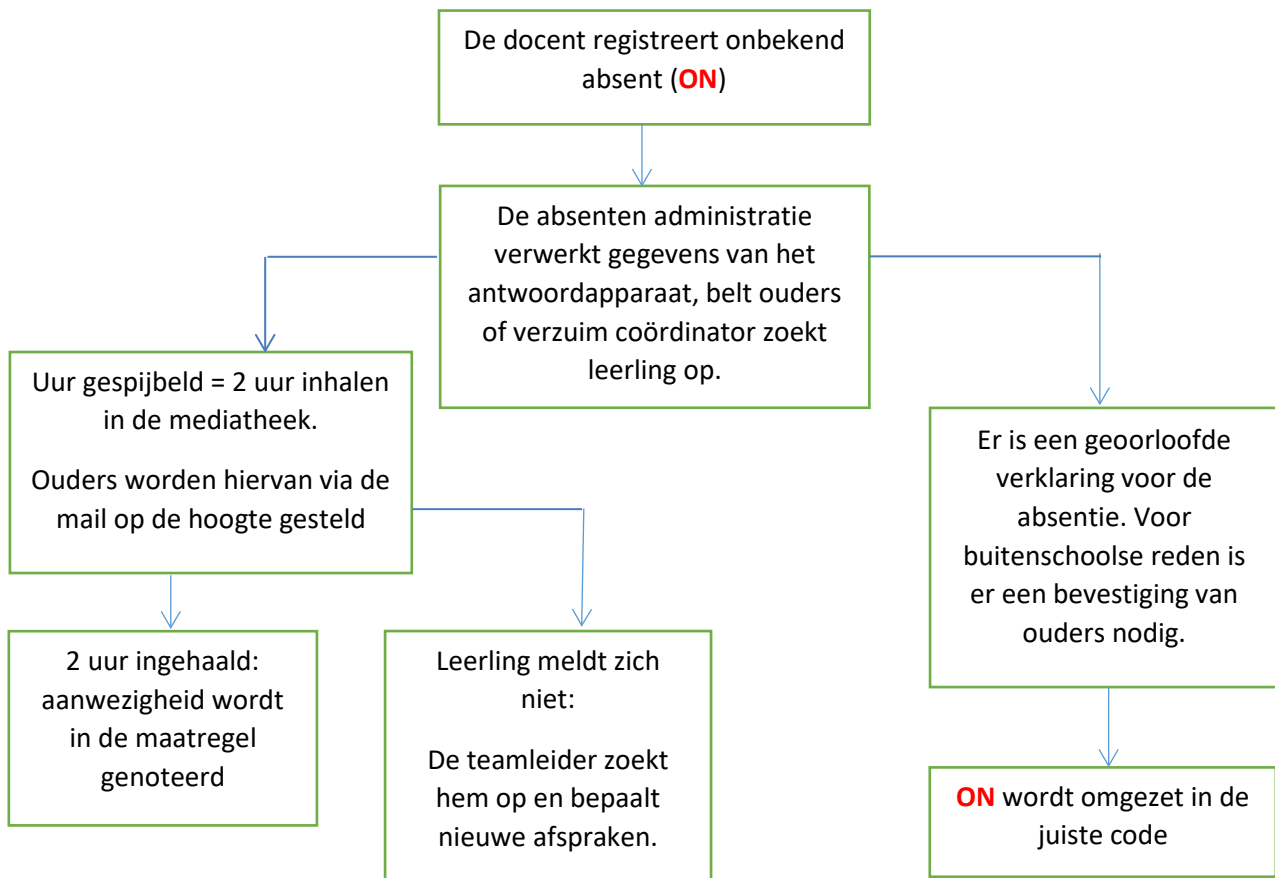 De docent registreert onbekend
absent (ON)
De absenten administratie
verwerkt gegevens van het
antwoordapparaat, belt ouders
of verzuim coördinator zoekt
leerling op.
Uur gespijbeld = 2 uur inhalen
in de mediatheek.
Ouders worden hiervan via de
mail op de hoogte gesteld
Er is een geoorloofde
verklaring voor de
absentie. Voor
buitenschoolse reden is
er een bevestiging van
ouders nodig.
2 uur ingehaald:
aanwezigheid wordt
in de maatregel
genoteerd
Leerling meldt zich
niet:
De teamleider zoekt
hem op en bepaalt
nieuwe afspraken.
ON wordt omgezet in de
juiste code